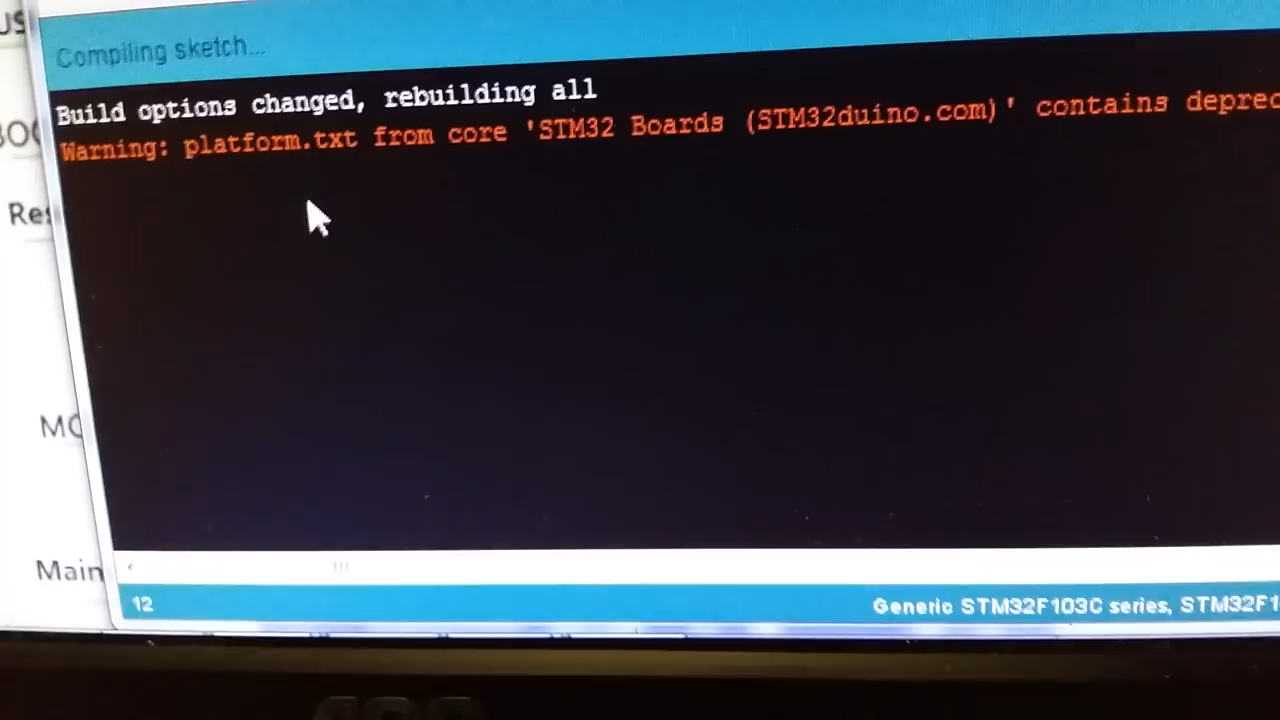 Compiling sketch...
Build options changed, rebuilding all
Warning: platform.txt from core 'STM32 Boards (STM32duino.com)' contains deprec
Res
MC
Main
12
Generic STM32F103C series, STM32F1